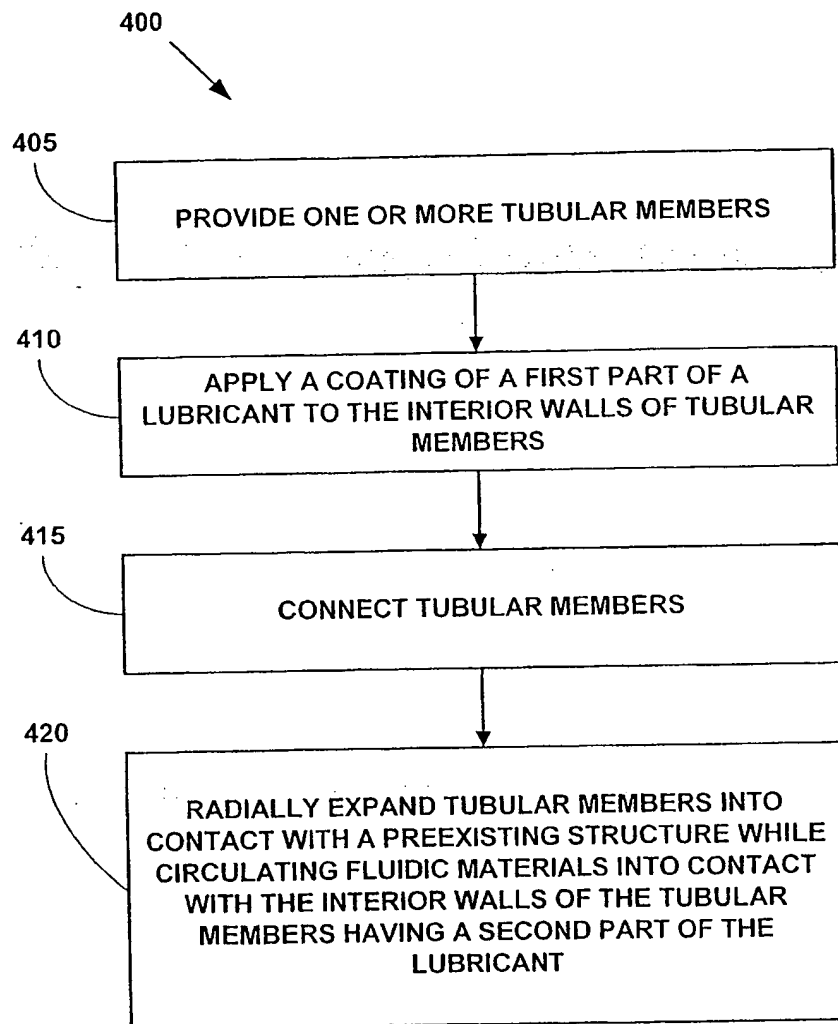 400
405
PROVIDE ONE OR MORE TUBULAR MEMBERS
410
APPLY A COATING OF A FIRST PART OF A
LUBRICANT TO THE INTERIOR WALLS OF TUBULAR
MEMBERS
415
CONNECT TUBULAR MEMBERS
420
RADIALLY EXPAND TUBULAR MEMBERS INTO
CONTACT WITH A PREEXISTING STRUCTURE WHILE
CIRCULATING FLUIDIC MATERIALS INTO CONTACT
WITH THE INTERIOR WALLS OF THE TUBULAR
MEMBERS HAVING A SECOND PART OF THE
LUBRICANT